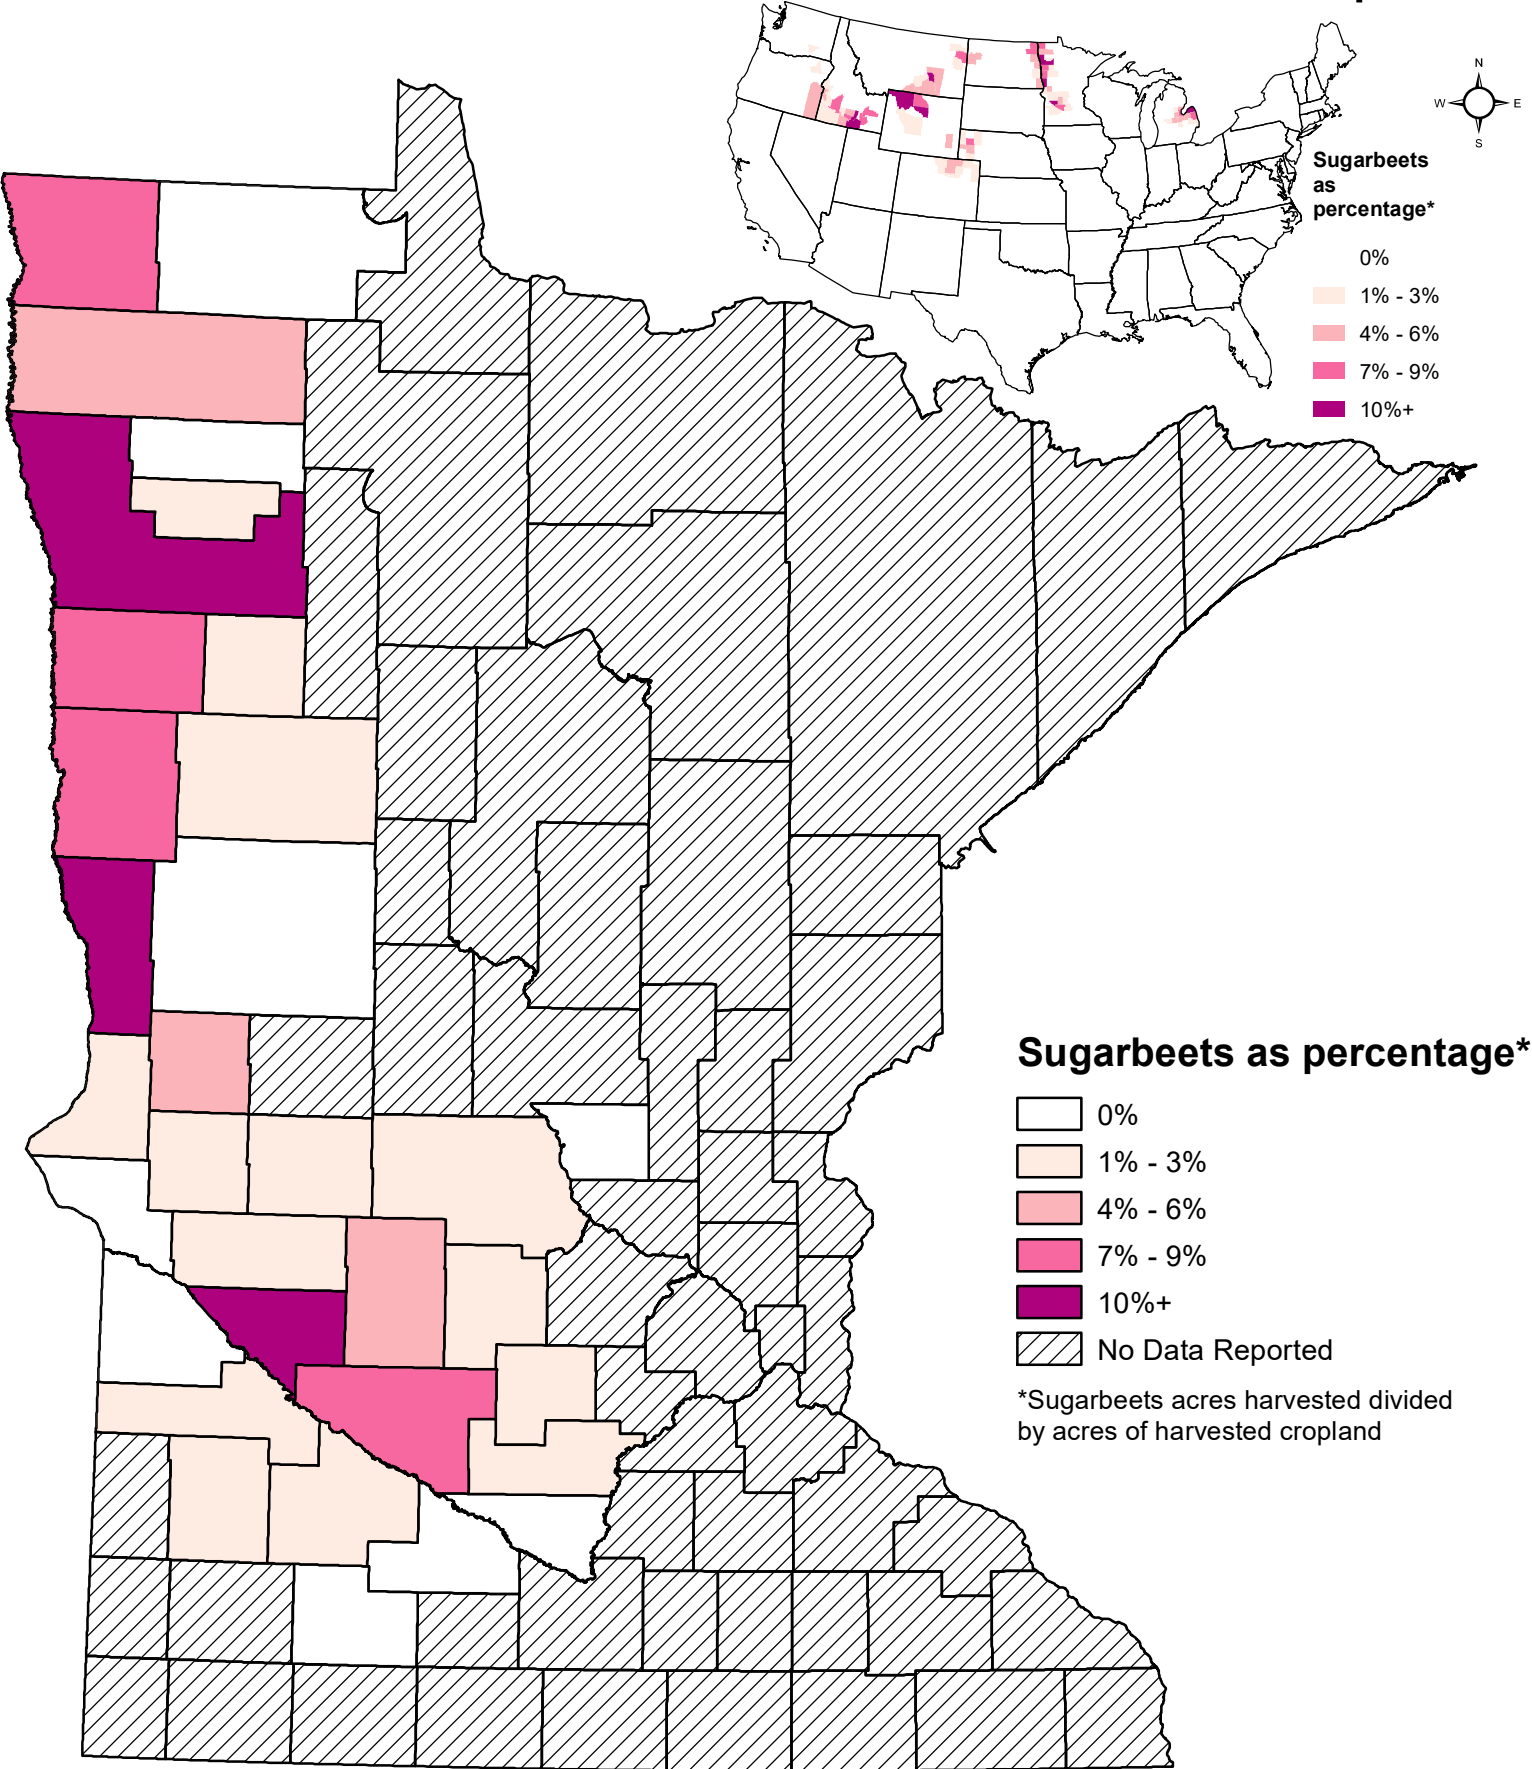 N
W
E
S
Sugarbeets
as
percentage*
0%
1% - 3%
4% - 6%
7% - 9%
10%+
Sugarbeets as percentage*
0%
1% - 3%
4% - 6%
7% - 9%
10%+
No Data Reported
*Sugarbeets acres harvested divided
by acres of harvested cropland